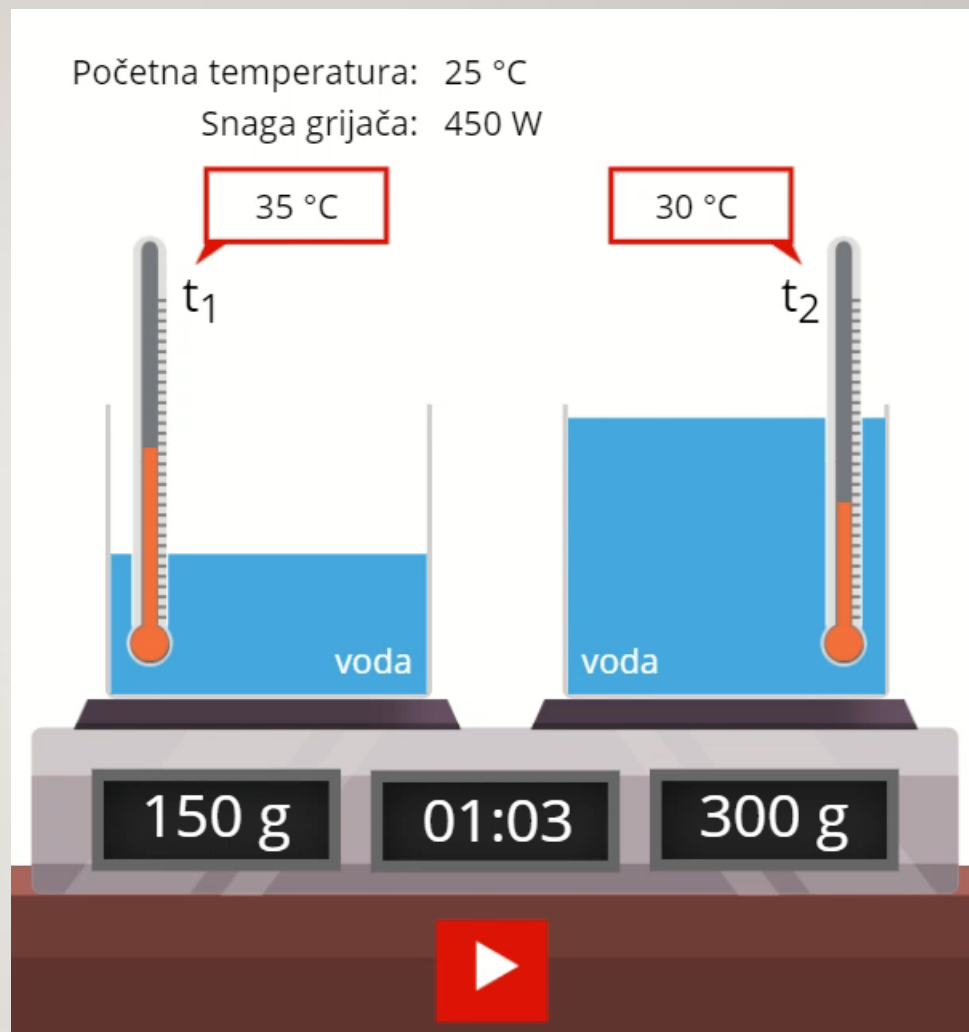 Početna temperatura: 25 °C
Snaga grijača: 450 W
35 °C
30 °C
t₁
t₂
voda
voda
150 g
01:03
300 g